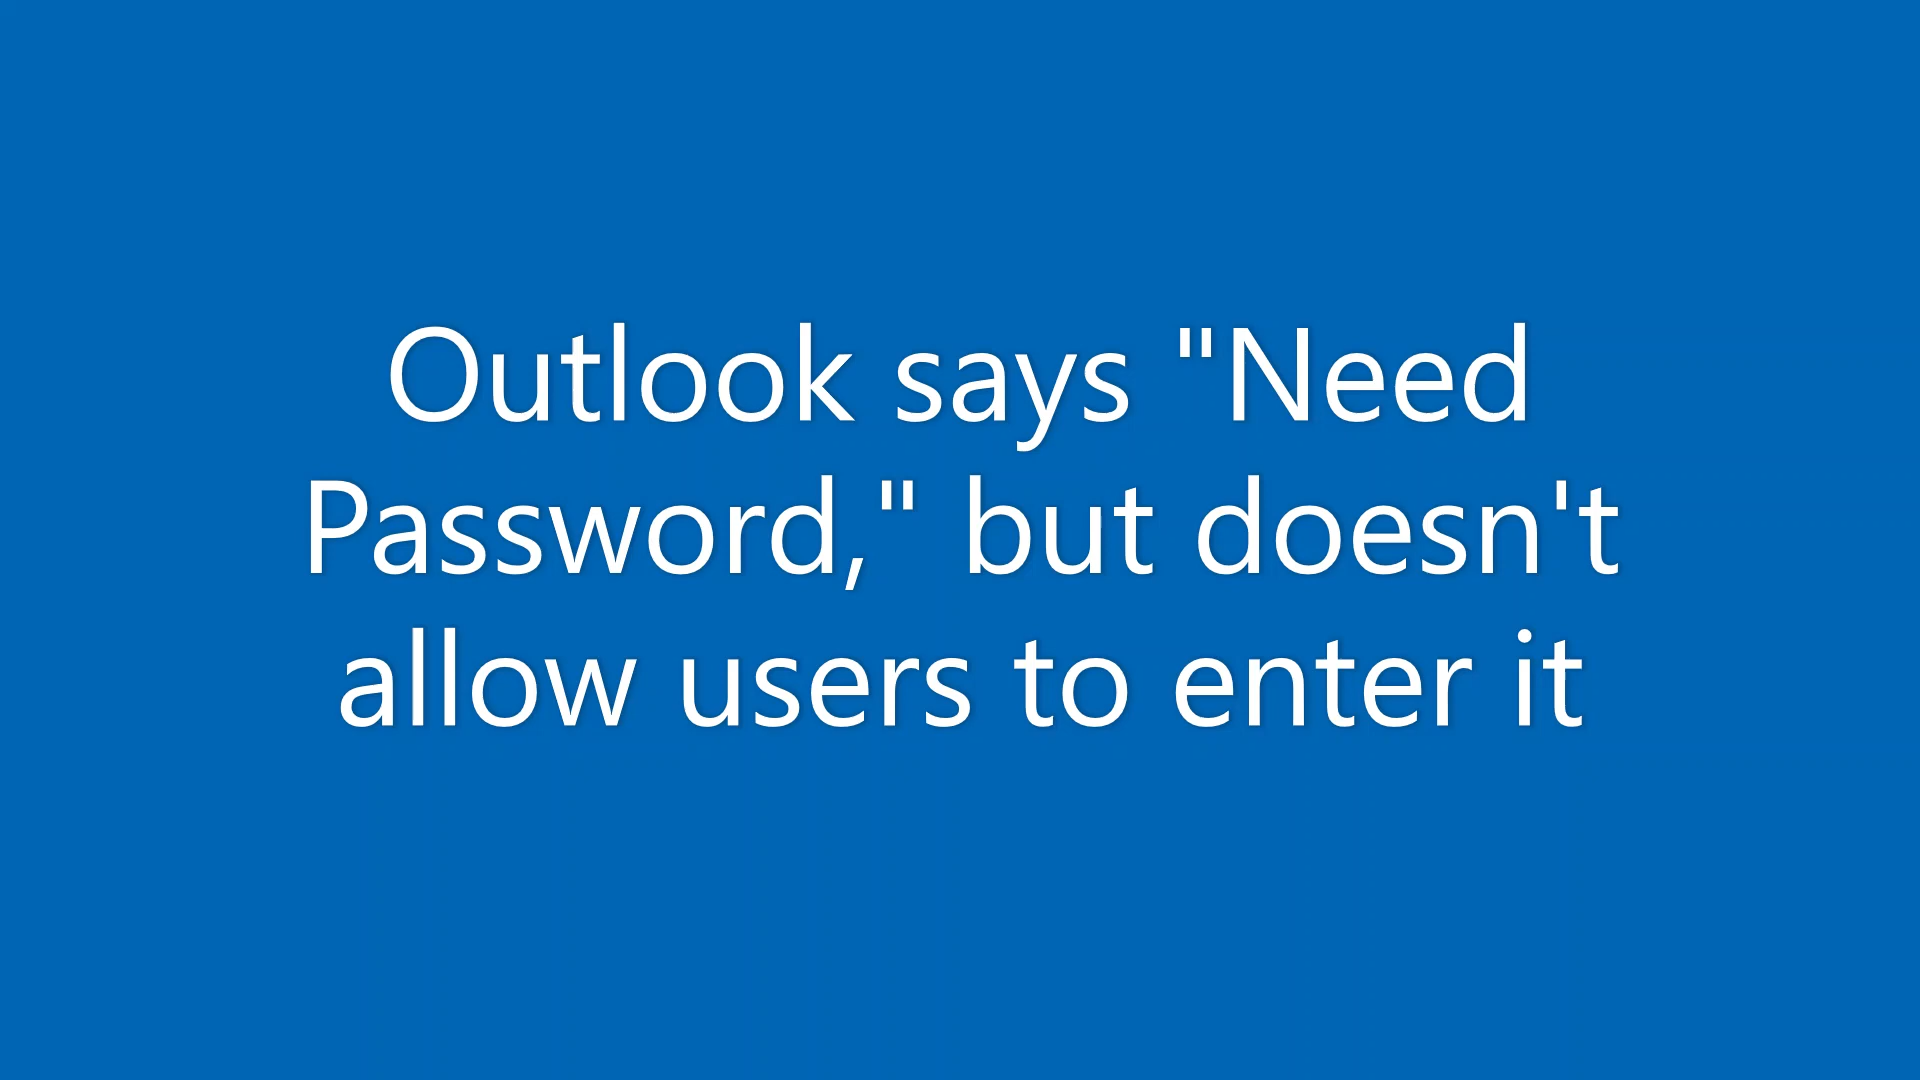 Outlook says "Need
Password," but doesn't
allow users to enter it